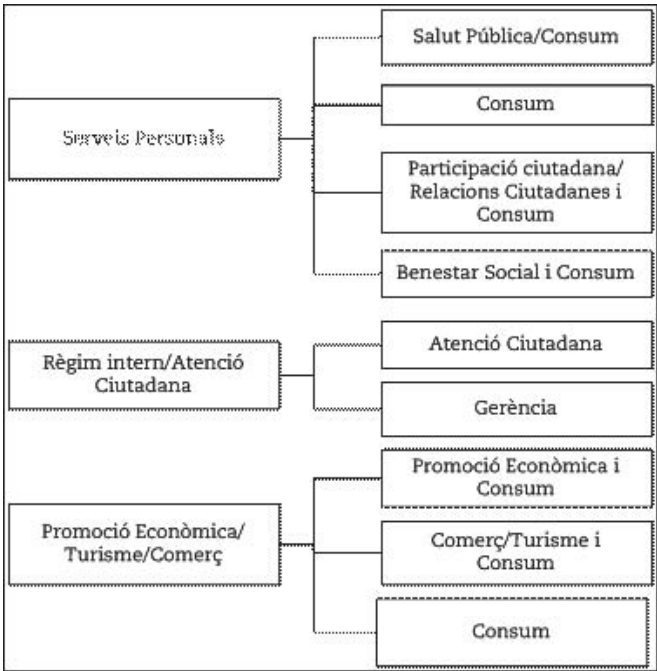 Serveis Personals
Salut Pública/Consum
Consum
Participació ciutadana/
Relacions Ciutadanes i
Consum
Benestar Social i Consum
Règim intern/Atenció
Ciutadana
Atenció Ciutadana
Gerència
Promoció Econòmica/
Turisme/Comerç
Promoció Econòmica i
Consum
Comerç/Turisme i
Consum
Consum